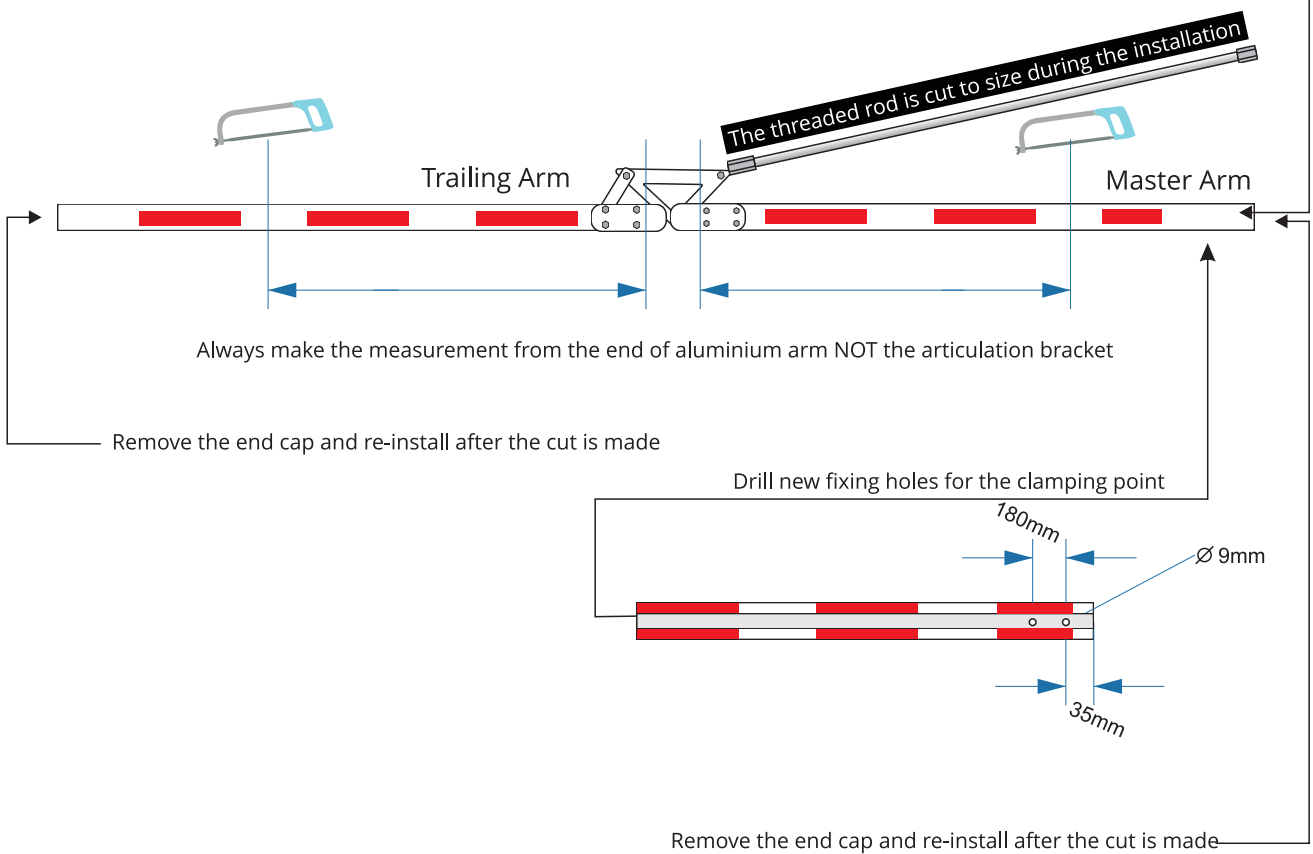 The threaded rod is cut to size during the installation
Trailing Arm
Master Arm
Always make the measurement from the end of aluminium arm NOT the articulation bracket
Remove the end cap and re-install after the cut is made
Drill new fixing holes for the clamping point
180mm
Ø 9mm
35mm
Remove the end cap and re-install after the cut is made